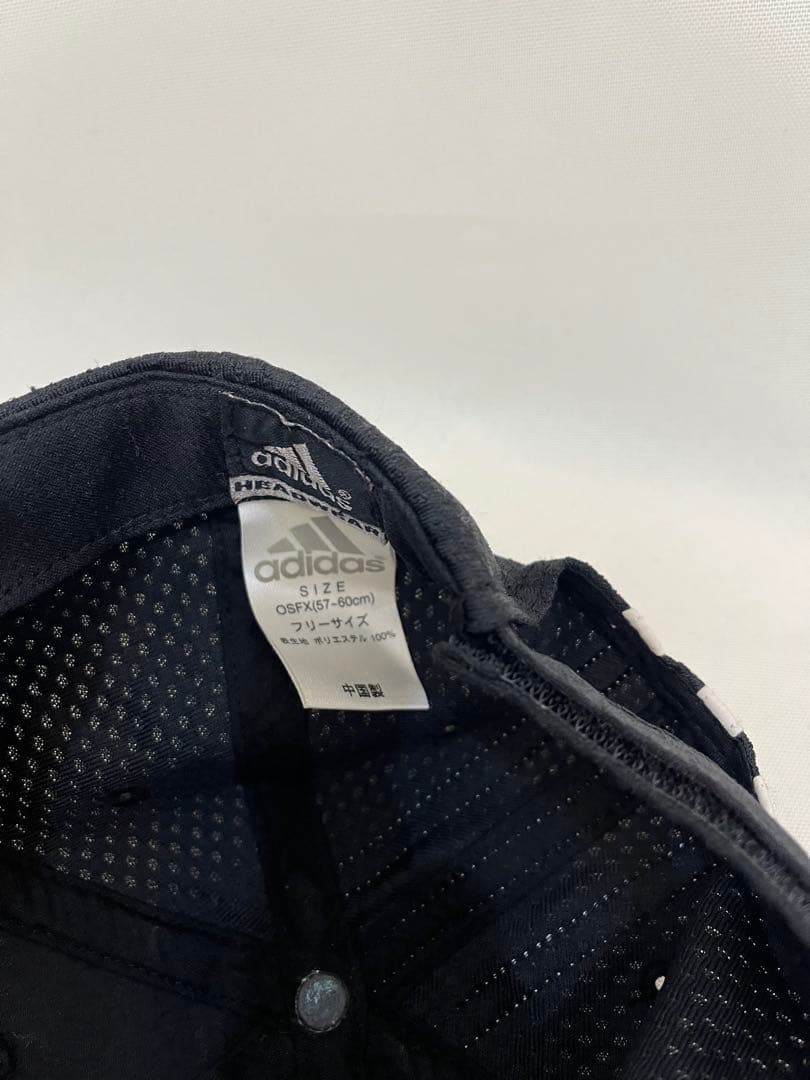 adidas®
HEADWEAR
adidas
SIZE
OSFX(57-60cm)
フリーサイズ
教生地 ポリエステル 100%
中国製